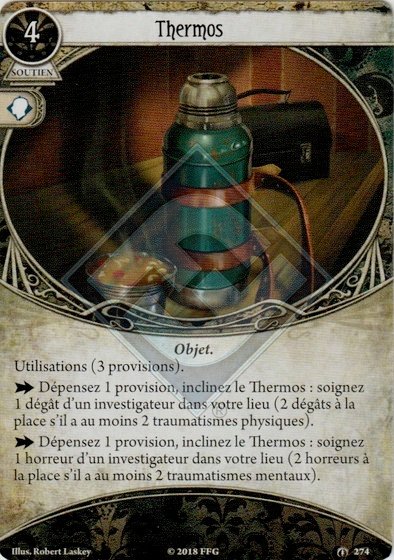 4
Thermos
SOUTIEN
Objet.
Utilisations (3 provisions).
Dépensez 1 provision, inclinez le Thermos : soignez
1 dégât d'un investigateur dans votre lieu (2 dégâts à la
place s'il a au moins 2 traumatismes physiques).
Dépensez 1 provision, inclinez le Thermos : soignez
1 horreur d'un investigateur dans votre lieu (2 horreurs à
la place s'il a au moins 2 traumatismes mentaux).
Illus. Robert Laskey
© 2018 FFG
274